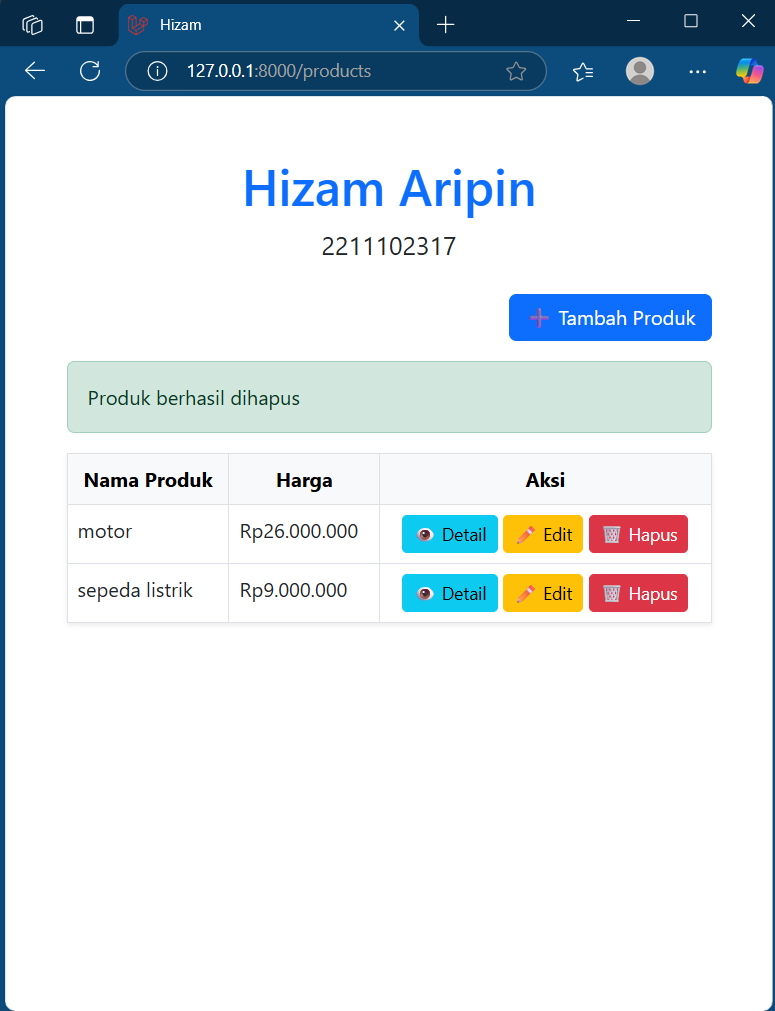 Hizam
127.0.0.1:8000/products
Hizam Aripin
2211102317
Tambah Produk
Produk berhasil dihapus
Nama Produk Harga Aksi
motor Rp26.000.000 Detail Edit Hapus
sepeda listrik Rp9.000.000 Detail Edit Hapus